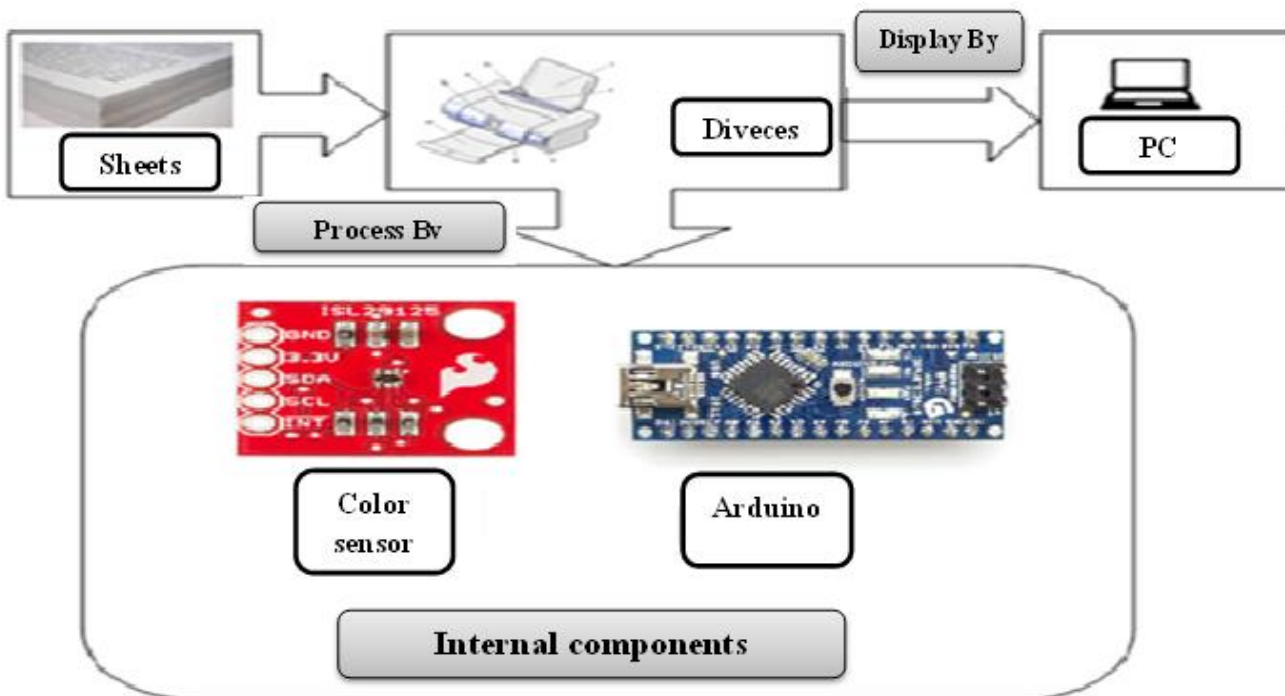 Display By
Sheets
Diveces
PC
Process By
ISL29125
GND
3.3V
SDA
SCL
INT
Color
sensor
Arduino
Internal components